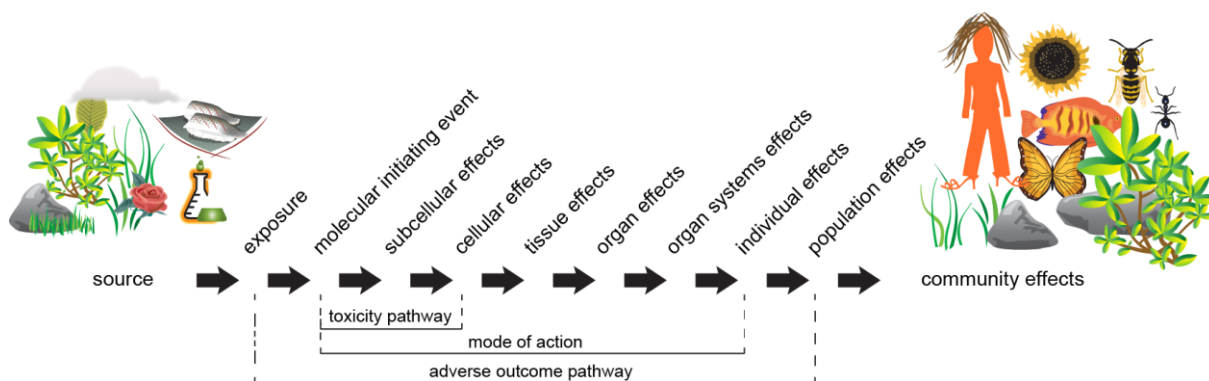 source
exposure
molecular initiating event
subcellular effects
cellular effects
tissue effects
organ effects
organ systems effects
individual effects
population effects
community effects
toxicity pathway
mode of action
adverse outcome pathway